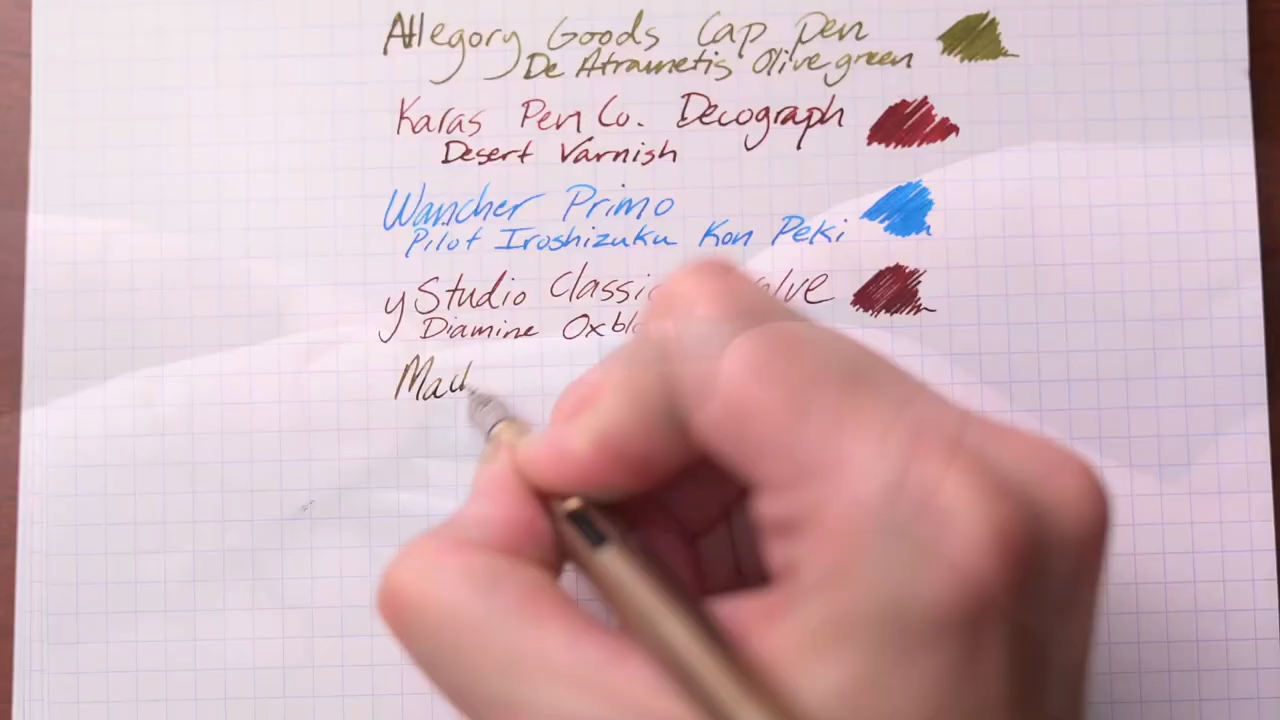 Allegory Goods Cap Pen
De Atramnetis Olive green
Karas Pen Co. Decograph
Desert Varnish
Wancher Primo
Pilot Iroshizuku Kon Peki
yStudio Classic
Diamine